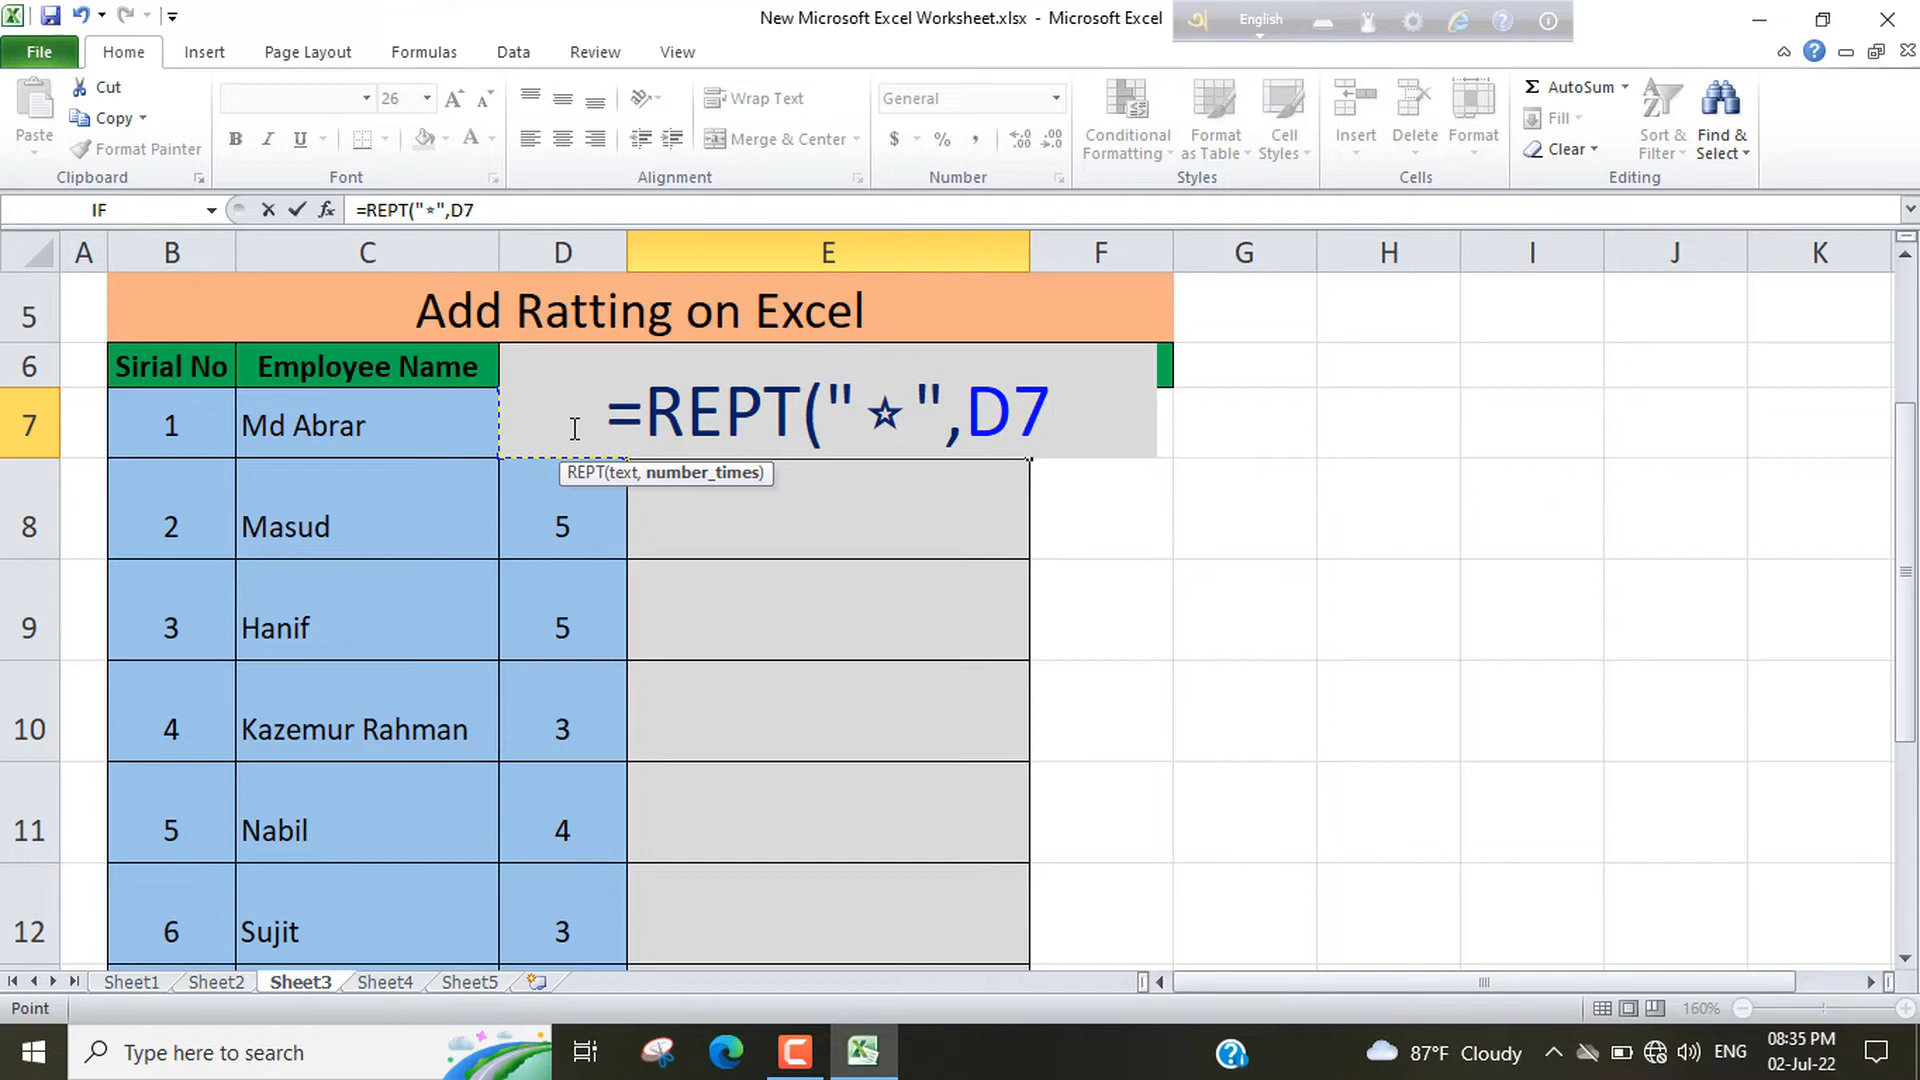 New Microsoft Excel Worksheet.xlsx - Microsoft Excel
English
File Home Insert Page Layout Formulas Data Review View
Paste
Cut
Copy
Format Painter
Clipboard
26
B I U
A
Font
Wrap Text
Merge & Center
Alignment
General
$ % ,
Number
Conditional Formatting
Format as Table
Cell Styles
Styles
Insert
Delete
Format
Cells
Σ AutoSum
Fill
Clear
Sort & Filter
Find & Select
Editing
IF
fx
=REPT("⭐",D7
A B C D E F G H I J K
5 Add Ratting on Excel
6 Sirial No Employee Name
7 1 Md Abrar =REPT("⭐",D7
REPT(text, number_times)
8 2 Masud 5
9 3 Hanif 5
10 4 Kazemur Rahman 3
11 5 Nabil 4
12 6 Sujit 3
Sheet1 Sheet2 Sheet3 Sheet4 Sheet5
Point
160%
Type here to search
87°F Cloudy
ENG
08:35 PM
02-Jul-22